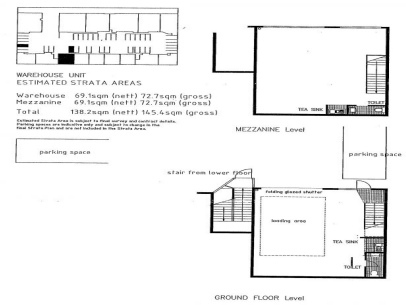 WAREHOUSE UNIT
ESTIMATED STRATA AREAS
Warehouse 69.1sqm (nett) 72.7sqm (gross)
Mezzanine 69.1sqm (nett) 72.7sqm (gross)
Total 138.2sqm (nett) 145.4sqm (gross)
Estimated Strata Area is subject to final survey and contract details.
Parking spaces are indicative only and subject to change in the
final Strata Plan and are not included in the Strata Area.
parking space
TEA SINK
TOILET
MEZZANINE Level
parking space
stair from lower floor
folding glazed shutter
loading area
TEA SINK
TOILET
GROUND FLOOR Level